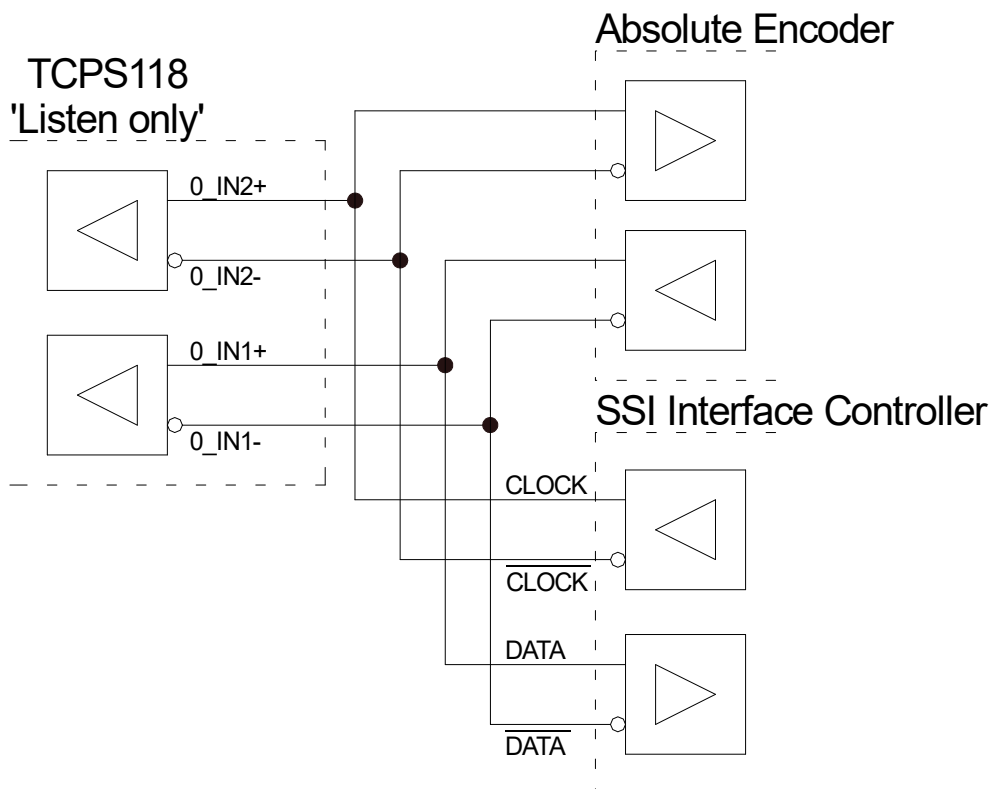 Absolute Encoder
TCPS118
'Listen only'
0_IN2+
0_IN2-
0_IN1+
0_IN1-
SSI Interface Controller
CLOCK
CLOCK
DATA
DATA